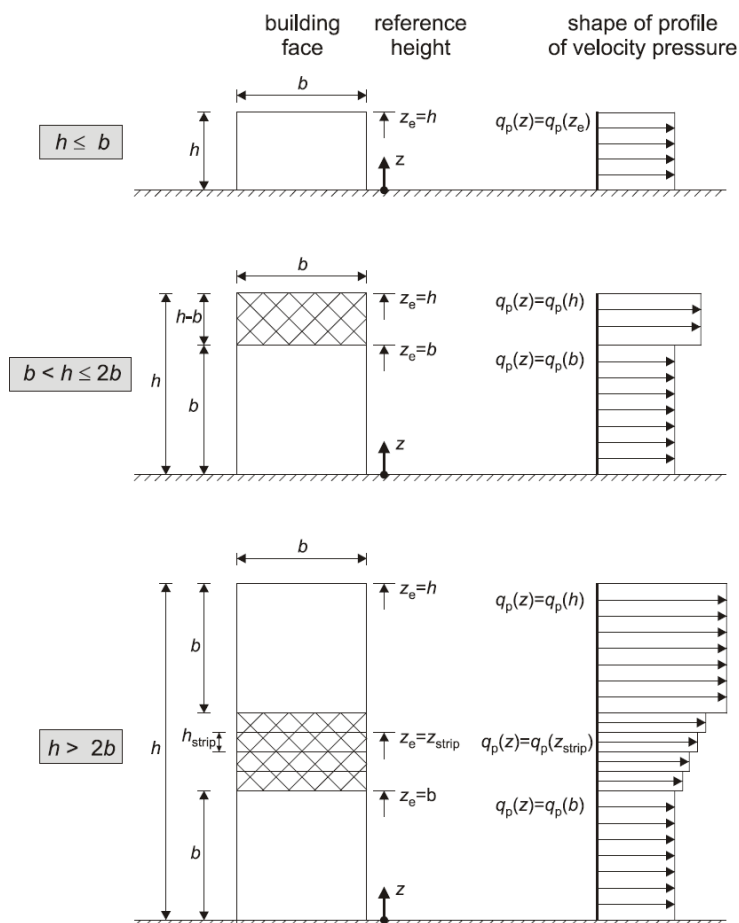 building face
reference height
shape of profile of velocity pressure
h ≤ b
b
h
z_e=h
z
q_p(z)=q_p(z_e)
b < h ≤ 2b
b
h
h-b
b
z_e=h
z_e=b
z
q_p(z)=q_p(h)
q_p(z)=q_p(b)
h > 2b
b
h
b
h_strip
b
z_e=h
z_e=z_strip
z_e=b
z
q_p(z)=q_p(h)
q_p(z)=q_p(z_strip)
q_p(z)=q_p(b)